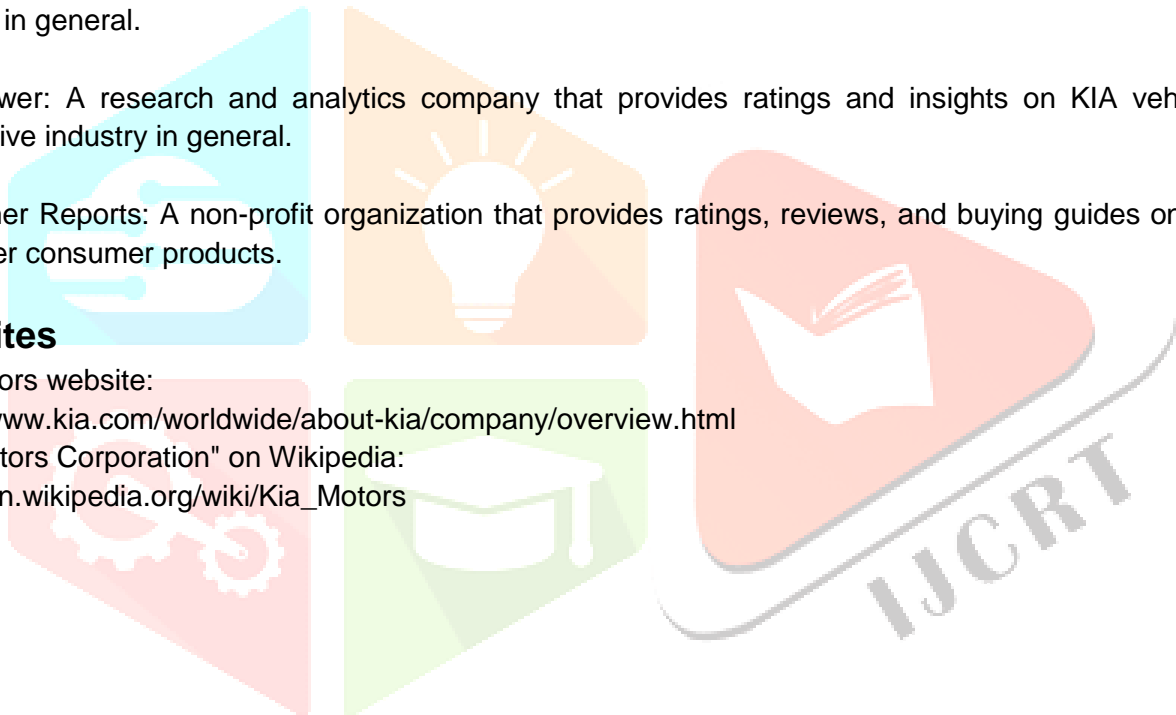 in general.
wer: A research and analytics company that provides ratings and insights on KIA veh
ive industry in general.
er Reports: A non-profit organization that provides ratings, reviews, and buying guides or
er consumer products.
ites
ors website:
www.kia.com/worldwide/about-kia/company/overview.html
tors Corporation" on Wikipedia:
n.wikipedia.org/wiki/Kia_Motors
IJCRT